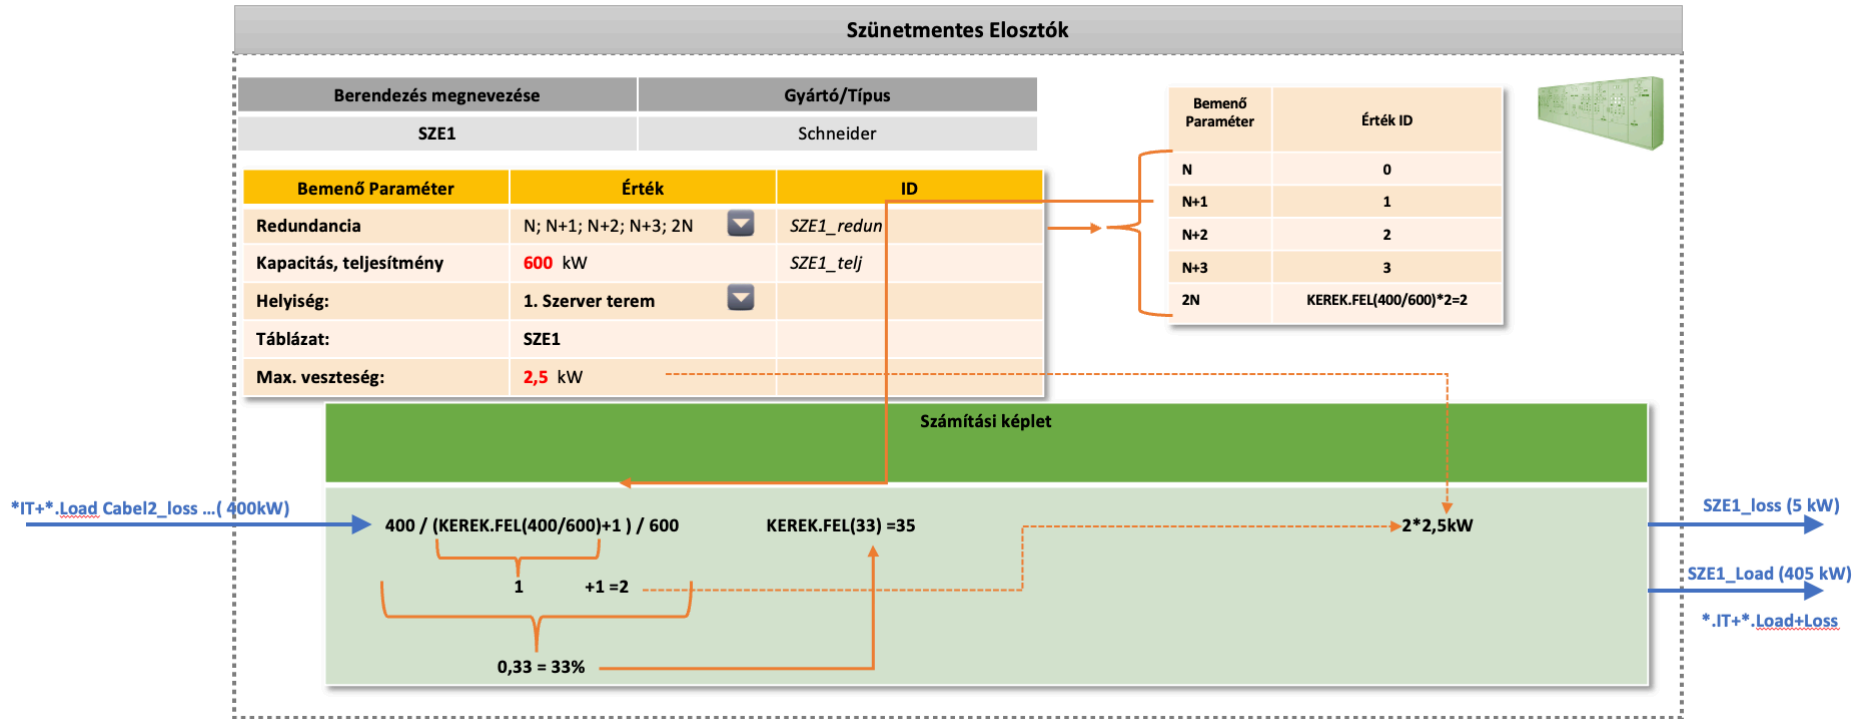 Szünetmentes Elosztók
Berendezés megnevezése Gyártó/Típus
SZE1 Schneider
Bemenő Paraméter Érték ID
Redundancia N; N+1; N+2; N+3; 2N SZE1_redun
Kapacitás, teljesítmény 600 kW SZE1_telj
Helyiség: 1. Szerver terem
Táblázat: SZE1
Max. veszteség: 2,5 kW
Bemenő
Paraméter Érték ID
N 0
N+1 1
N+2 2
N+3 3
2N KEREK.FEL(400/600)*2=2
Számítási képlet
*IT+*.Load Cabel2_loss ...( 400kW)
400 / (KEREK.FEL(400/600)+1 ) / 600 KEREK.FEL(33) =35 2*2,5kW
1 +1 =2
0,33 = 33%
SZE1_loss (5 kW)
SZE1_Load (405 kW)
*.IT+*.Load+Loss